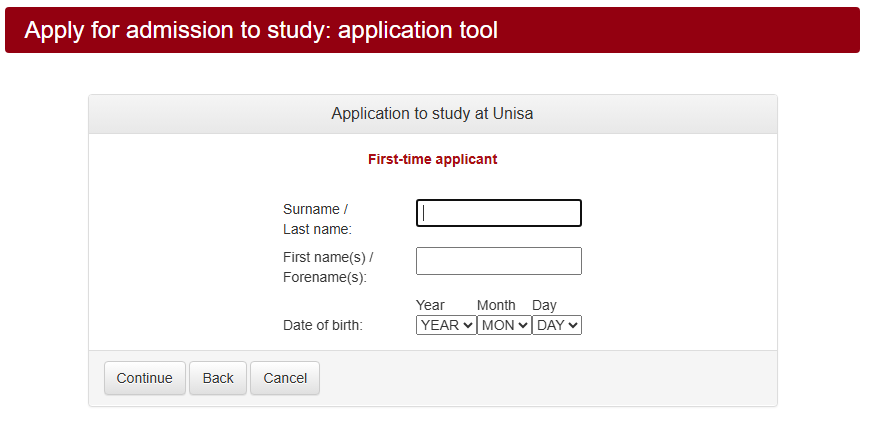 Apply for admission to study: application tool
Application to study at Unisa
First-time applicant
Surname /
Last name:
First name(s) /
Forename(s):
Year Month Day
Date of birth: YEAR MON DAY
Continue Back Cancel